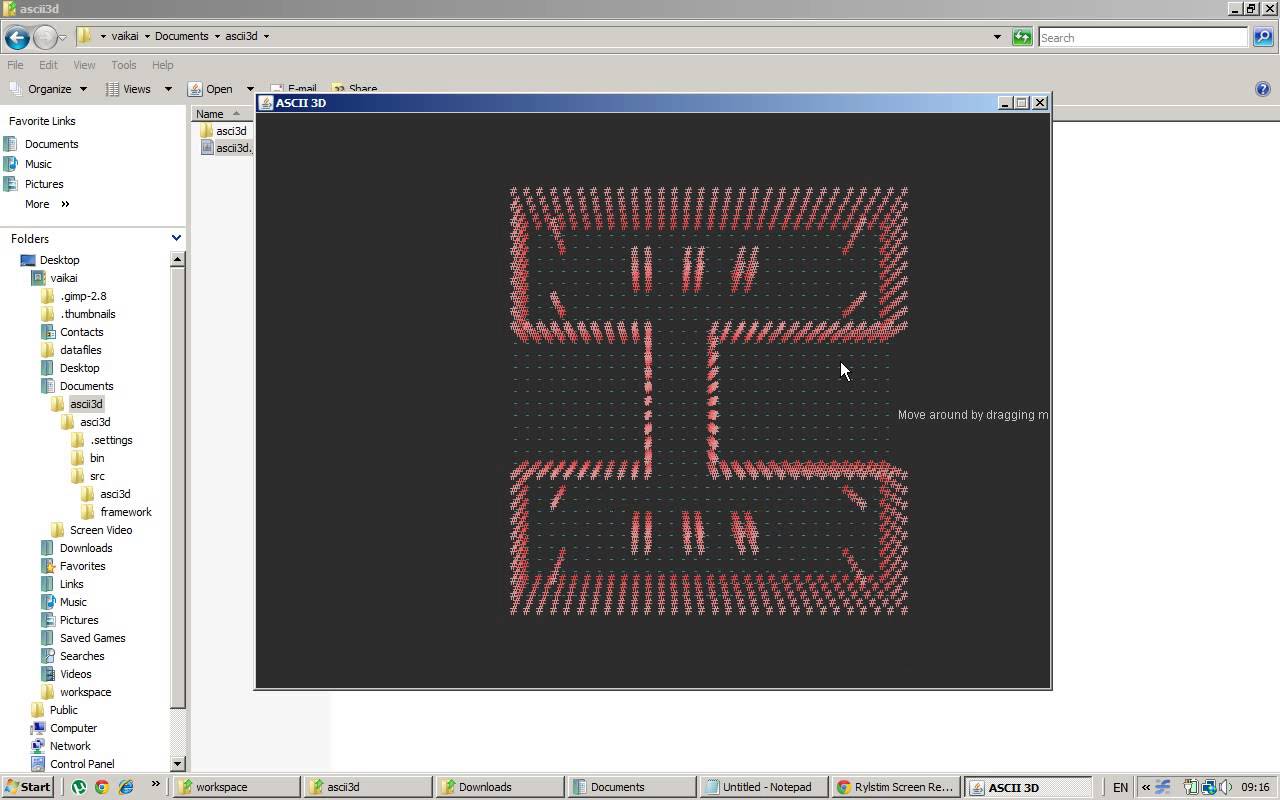 ascii3d
vaikai Documents ascii3d
Search
File Edit View Tools Help
Organize Views Open E-mail Share
Favorite Links
Documents
Music
Pictures
More »
Folders
Desktop
vaikai
.gimp-2.8
.thumbnails
Contacts
datafiles
Desktop
Documents
ascii3d
asci3d
.settings
bin
src
asci3d
framework
Screen Video
Downloads
Favorites
Links
Music
Pictures
Saved Games
Searches
Videos
workspace
Public
Computer
Network
Control Panel
Name
asci3d
ascii3d.
ASCII 3D
Move around by dragging m
Start » workspace ascii3d Downloads Documents Untitled - Notepad Rylstim Screen Re... ASCII 3D EN « 09:16